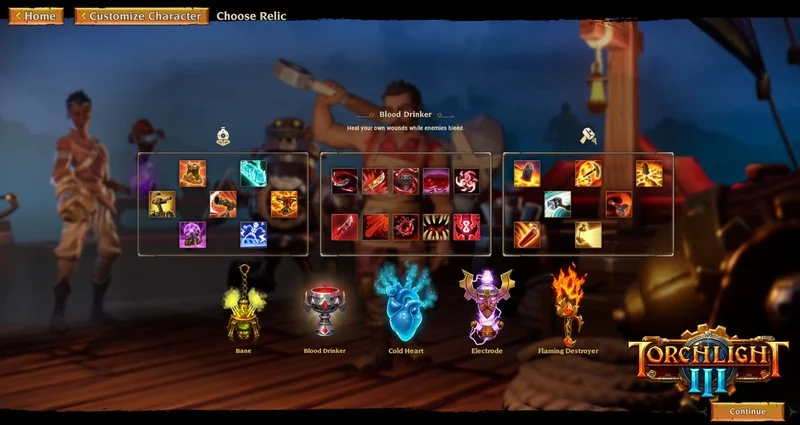 Home
Customize Character
Choose Relic
Blood Drinker
Heal your own wounds while enemies bleed.
Bane
Blood Drinker
Cold Heart
Electrode
Flaming Destroyer
TORCHLIGHT
III
Continue